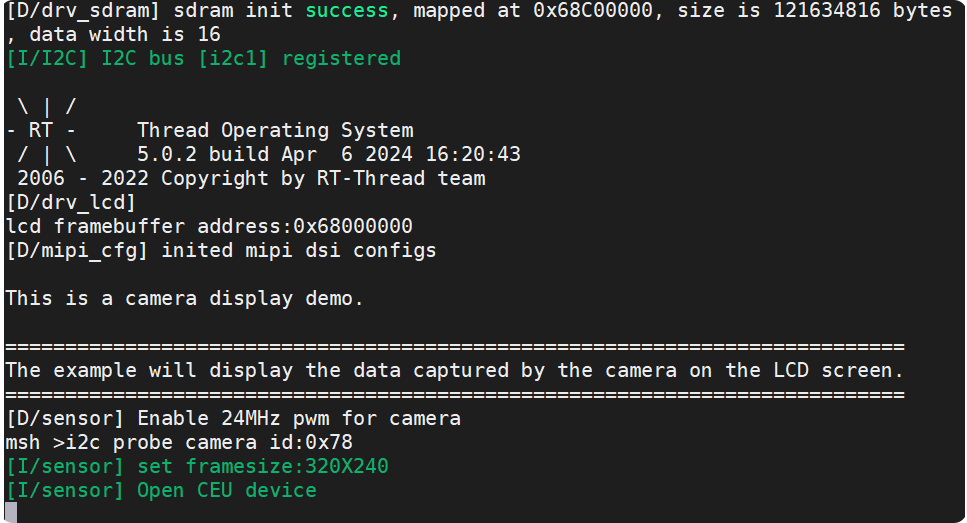 [D/drv_sdram] sdram init success, mapped at 0x68C00000, size is 121634816 bytes
, data width is 16
[I/I2C] I2C bus [i2c1] registered
 \ | /
- RT -     Thread Operating System
 / | \     5.0.2 build Apr  6 2024 16:20:43
 2006 - 2022 Copyright by RT-Thread team
[D/drv_lcd]
lcd framebuffer address:0x68000000
[D/mipi_cfg] inited mipi dsi configs
This is a camera display demo.
===========================================================================
The example will display the data captured by the camera on the LCD screen.
===========================================================================
[D/sensor] Enable 24MHz pwm for camera
msh >i2c probe camera id:0x78
[I/sensor] set framesize:320X240
[I/sensor] Open CEU device